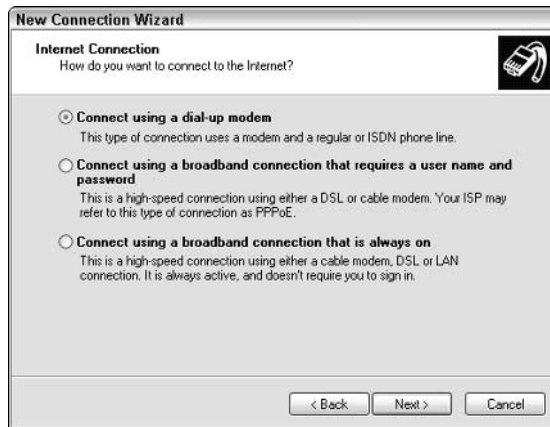 New Connection Wizard
Internet Connection
How do you want to connect to the Internet?
Connect using a dial-up modem
This type of connection uses a modem and a regular or ISDN phone line.
Connect using a broadband connection that requires a user name and
password
This is a high-speed connection using either a DSL or cable modem. Your ISP may
refer to this type of connection as PPPoE.
Connect using a broadband connection that is always on
This is a high-speed connection using either a cable modem, DSL or LAN
connection. It is always active, and doesn't require you to sign in.
< Back Next > Cancel